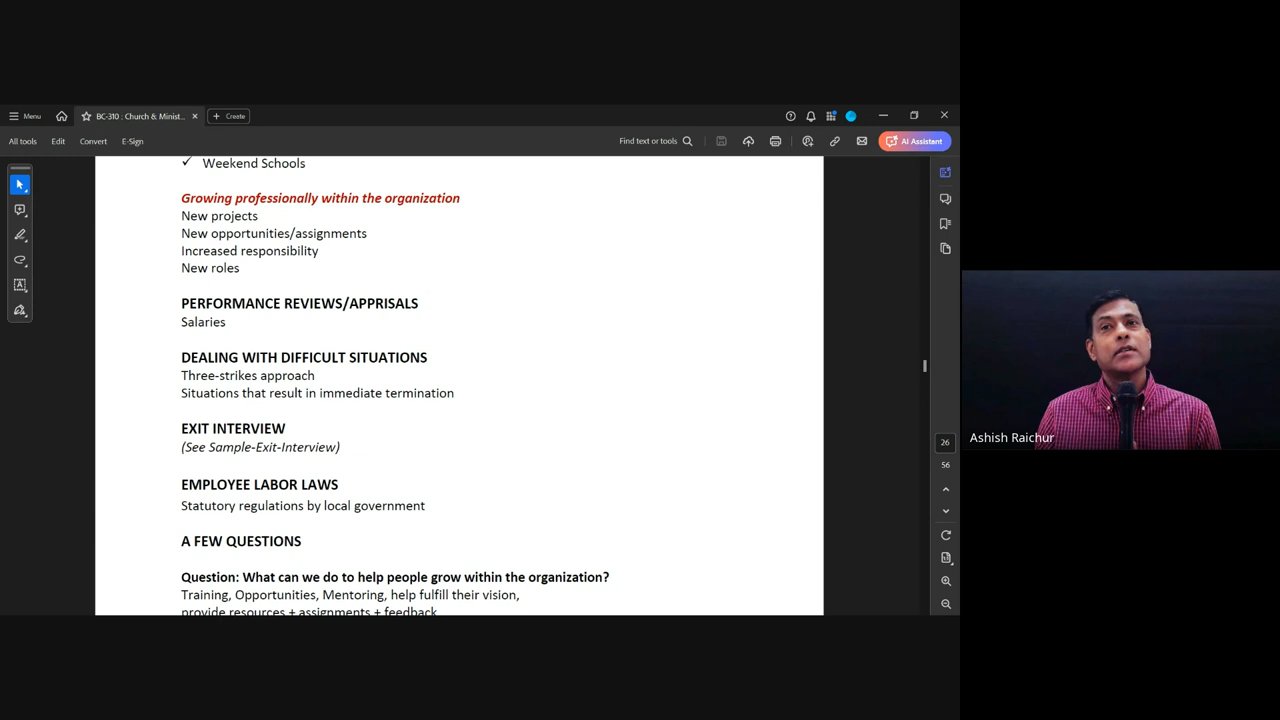 Menu
BC-310 : Church & Minist...
Create
All tools
Edit
Convert
E-Sign
Find text or tools
AI Assistant
Weekend Schools
Growing professionally within the organization
New projects
New opportunities/assignments
Increased responsibility
New roles
PERFORMANCE REVIEWS/APPRISALS
Salaries
DEALING WITH DIFFICULT SITUATIONS
Three-strikes approach
Situations that result in immediate termination
EXIT INTERVIEW
(See Sample-Exit-Interview)
EMPLOYEE LABOR LAWS
Statutory regulations by local government
A FEW QUESTIONS
Question: What can we do to help people grow within the organization?
Training, Opportunities, Mentoring, help fulfill their vision,
provide resources + assignments + feedback
26
56
Ashish Raichur